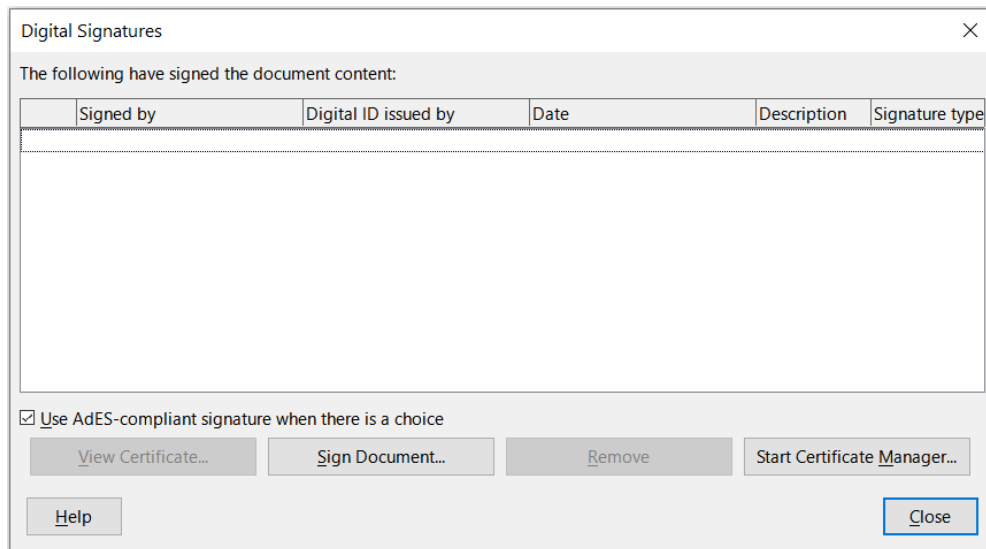 Digital Signatures
The following have signed the document content:
Signed by Digital ID issued by Date Description Signature type
Use AdES-compliant signature when there is a choice
View Certificate... Sign Document... Remove Start Certificate Manager...
Help Close